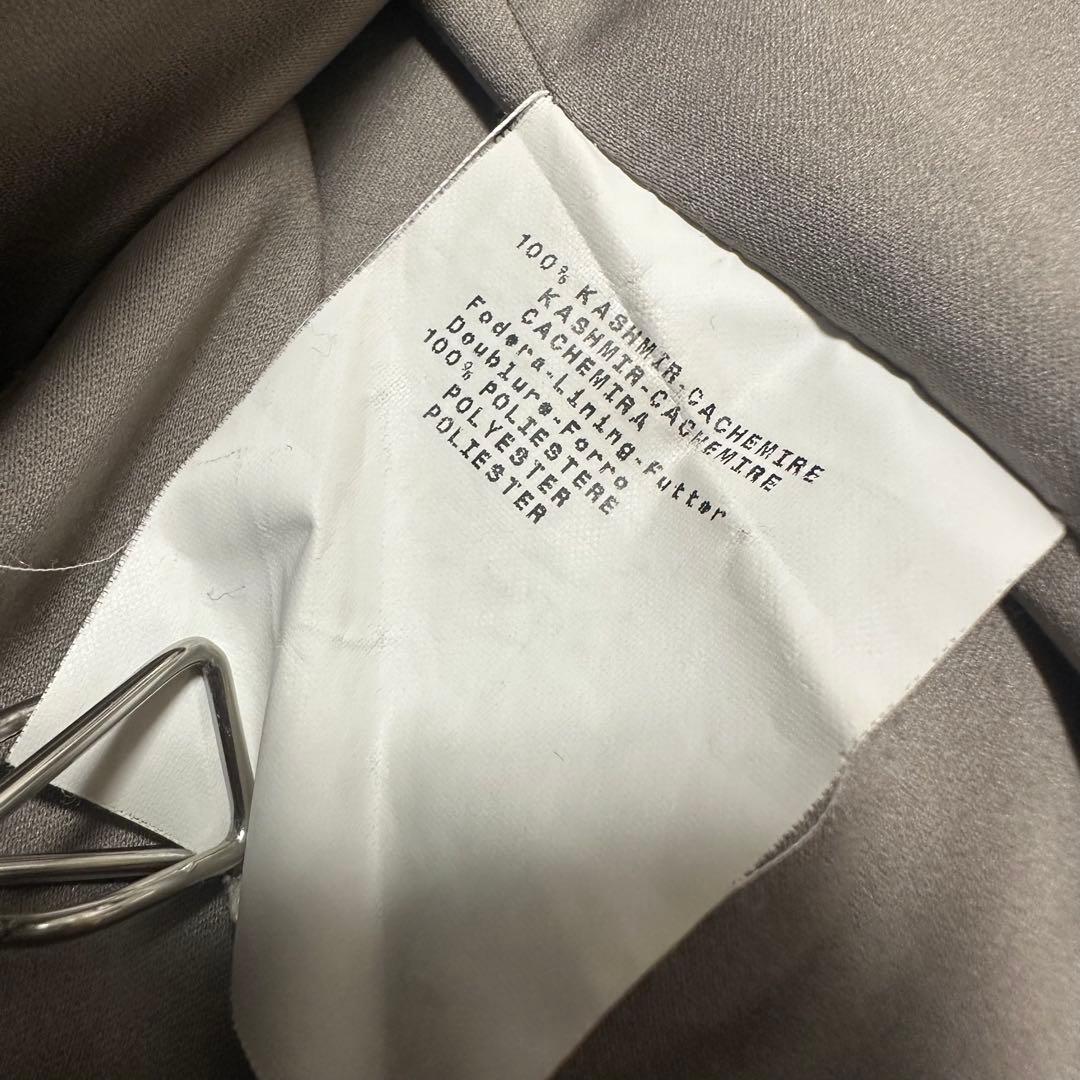 100% KASHMIR-CACHEMIRE
KASHMIR-CACHEMIRE
CACHEMIRA
Fodera-Lining-Futter
Doublure-Forro
100% POLIESTERE
POLYESTER
POLIESTER